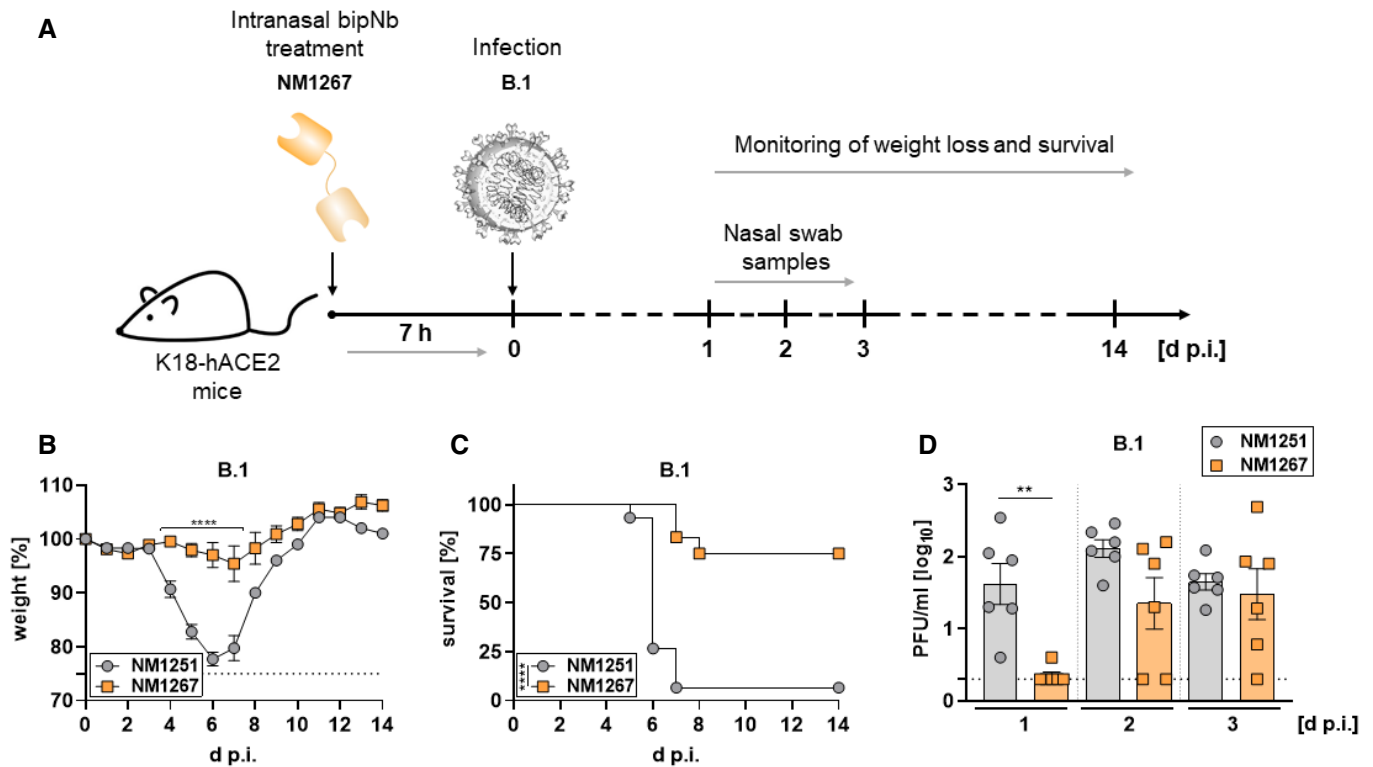 A
Intranasal bipNb
treatment
NM1267
Infection
B.1
Monitoring of weight loss and survival
Nasal swab
samples
7 h
0
1
2
3
14
[d p.i.]
K18-hACE2
mice
B
B.1
weight [%]
110
100
90
80
70
****
NM1251
NM1267
0 2 4 6 8 10 12 14
d p.i.
C
B.1
survival [%]
100
75
50
25
0
****
NM1251
NM1267
0 2 4 6 8 10 12 14
d p.i.
D
B.1
NM1251
NM1267
PFU/ml [log₁₀]
3
2
1
0
**
1 2 3 [d p.i.]